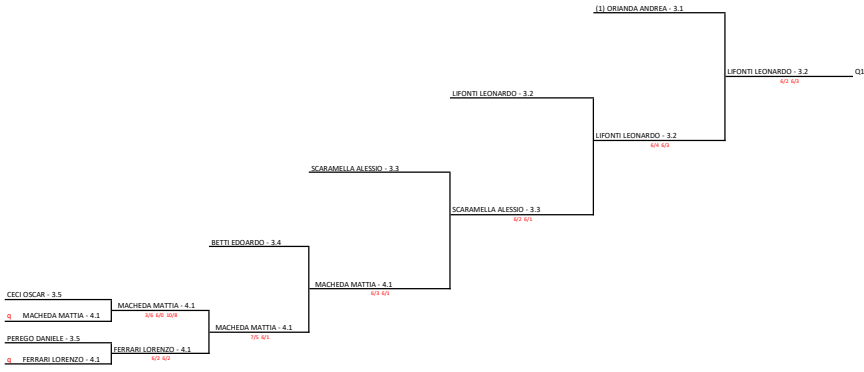 (1) ORIANDA ANDREA - 3.1
LIFONTI LEONARDO - 3.2 Q1
6/2 6/3
LIFONTI LEONARDO - 3.2
LIFONTI LEONARDO - 3.2
6/4 6/3
SCARAMELLA ALESSIO - 3.3
SCARAMELLA ALESSIO - 3.3
6/2 6/1
BETTI EDOARDO - 3.4
MACHEDA MATTIA - 4.1
6/3 6/1
CECI OSCAR - 3.5
MACHEDA MATTIA - 4.1
q MACHEDA MATTIA - 4.1
3/6 6/0 10/8
MACHEDA MATTIA - 4.1
7/5 6/1
PEREGO DANIELE - 3.5
FERRARI LORENZO - 4.1
q FERRARI LORENZO - 4.1
6/2 6/2